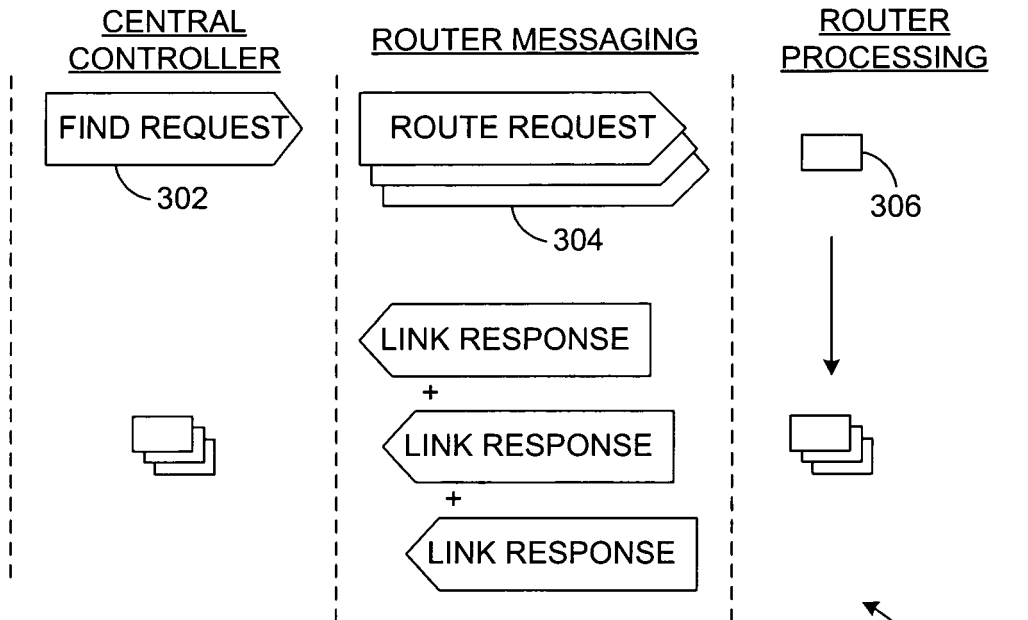 CENTRAL
CONTROLLER
ROUTER MESSAGING
ROUTER
PROCESSING
FIND REQUEST
ROUTE REQUEST
302
304
306
LINK RESPONSE
+
LINK RESPONSE
+
LINK RESPONSE